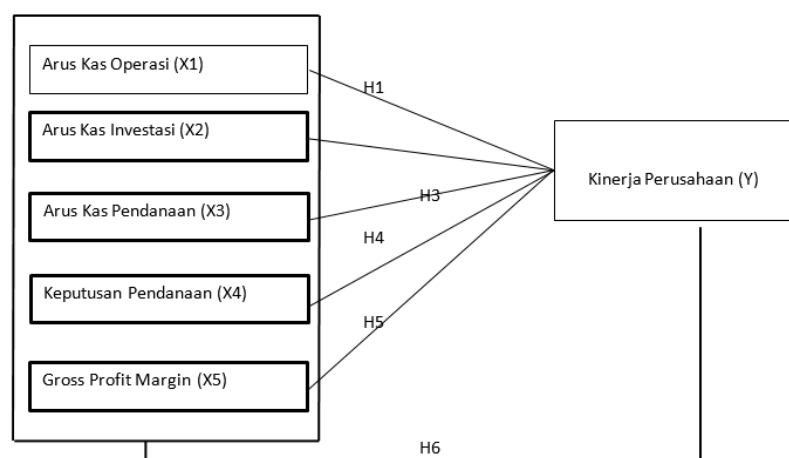 Arus Kas Operasi (X1)
H1
Arus Kas Investasi (X2)
Kinerja Perusahaan (Y)
Arus Kas Pendanaan (X3)
H3
H4
Keputusan Pendanaan (X4)
H5
Gross Profit Margin (X5)
H6